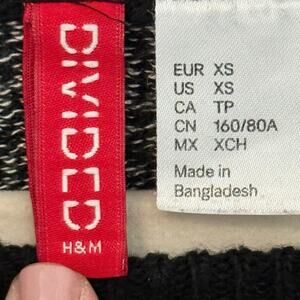 DIVIDED
H&M
EUR XS
US XS
CA TP
CN 160/80A
MX XCH
Made in
Bangladesh